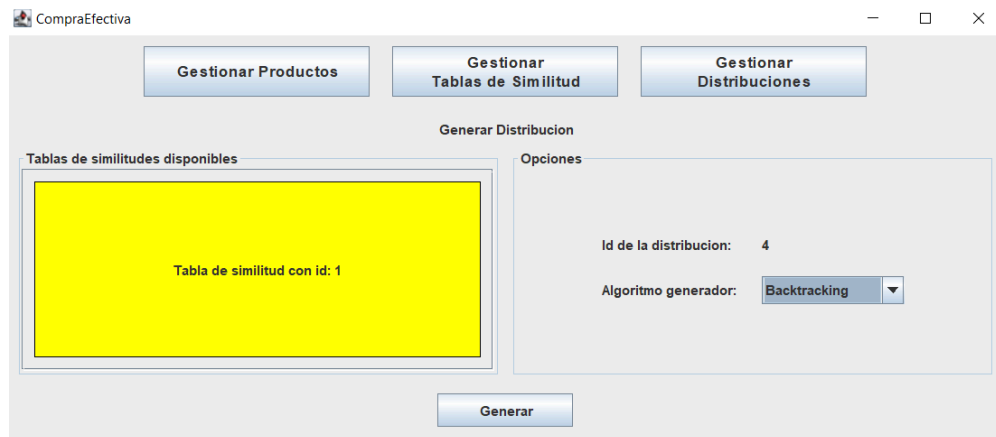 CompraEfectiva
Gestionar Productos
Gestionar
Tablas de Similitud
Gestionar
Distribuciones
Generar Distribucion
Tablas de similitudes disponibles
Tabla de similitud con id: 1
Opciones
Id de la distribucion: 4
Algoritmo generador: Backtracking
Generar